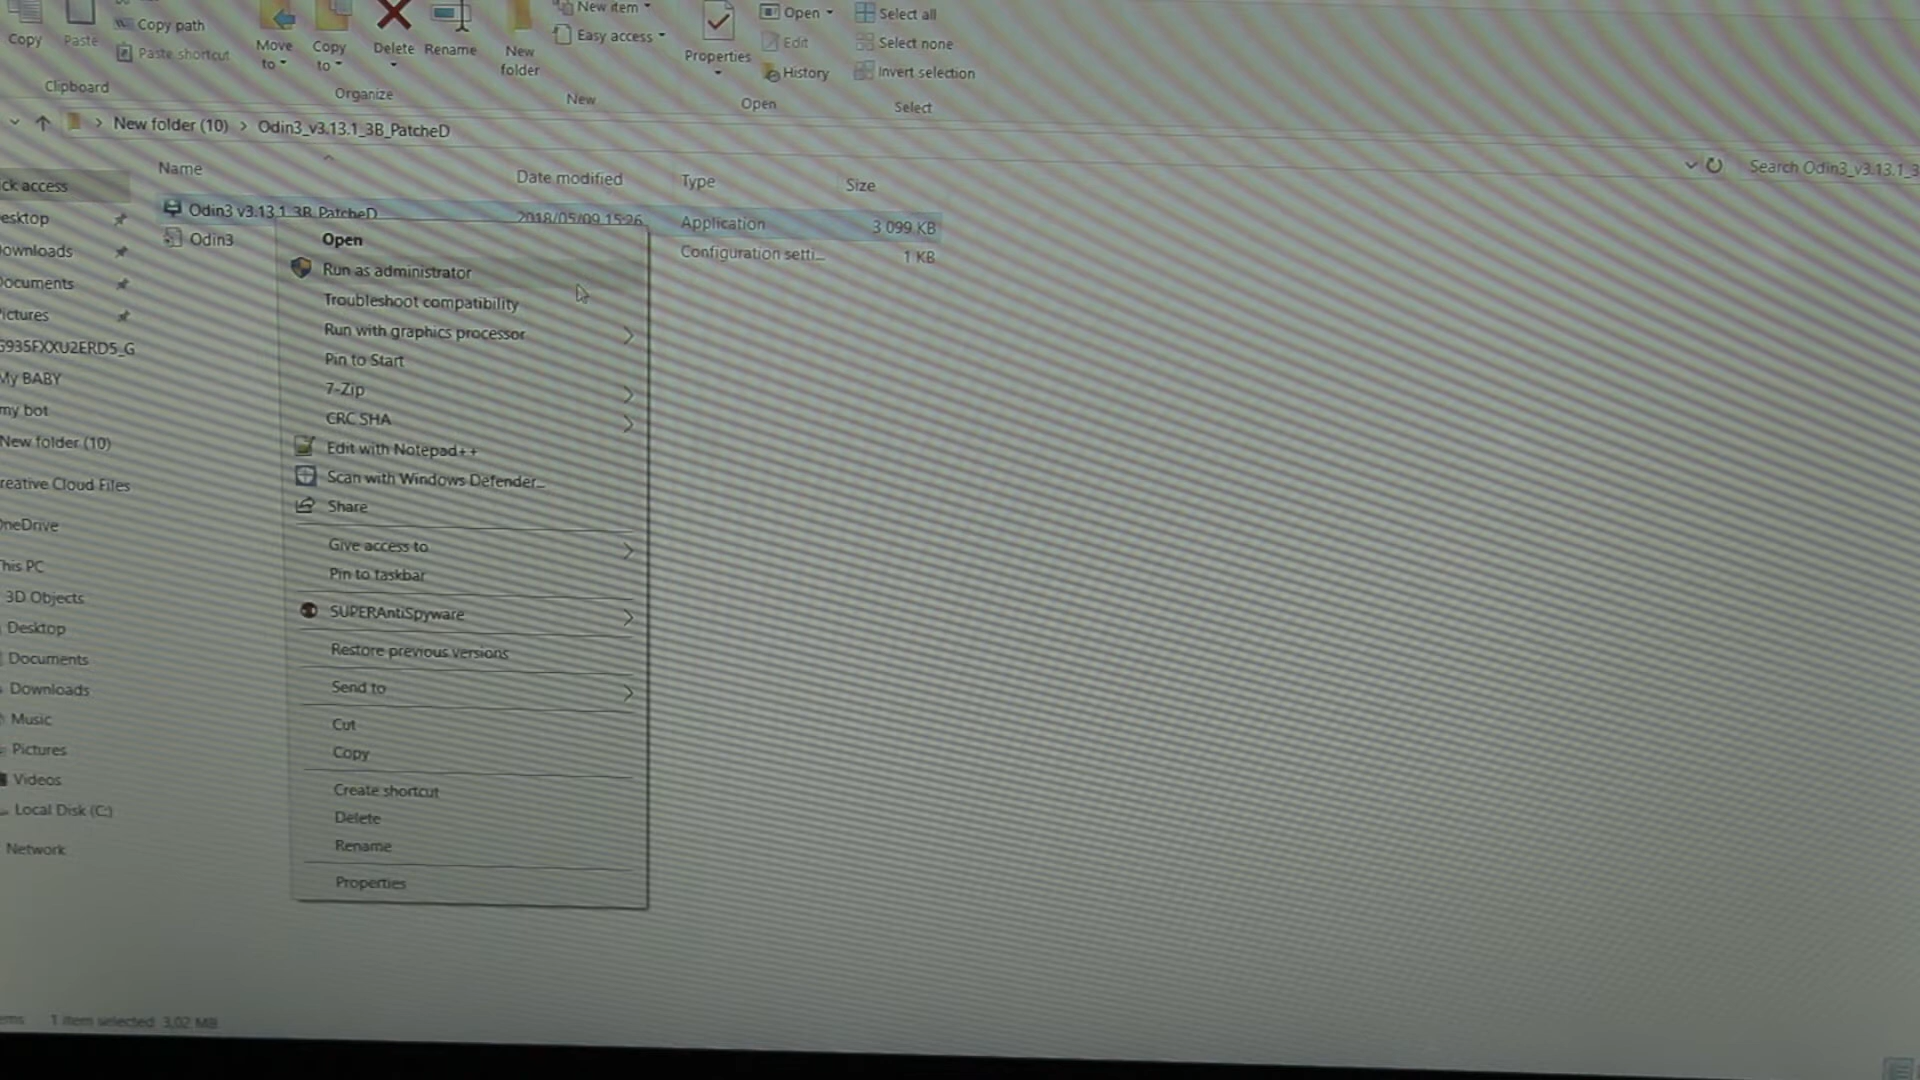 Copy
Paste
Copy path
Paste shortcut
Clipboard
Move to
Copy to
Delete
Rename
Organize
New folder
New item
Easy access
New
Properties
Open
Edit
History
Open
Select all
Select none
Invert selection
Select
New folder (10) > Odin3_v3.13.1_3B_PatcheD
Search Odin3_v3.13.1_3
Name Date modified Type Size
Odin3 v3.13.1_3B_PatcheD 2018/05/09 15:26 Application 3 099 KB
Odin3 Configuration setti... 1 KB
ck access
esktop
ownloads
ocuments
ictures
G935FXXU2ERD5_G
My BABY
my bot
New folder (10)
reative Cloud Files
OneDrive
This PC
3D Objects
Desktop
Documents
Downloads
Music
Pictures
Videos
Local Disk (C:)
Network
Open
Run as administrator
Troubleshoot compatibility
Run with graphics processor
Pin to Start
7-Zip
CRC SHA
Edit with Notepad++
Scan with Windows Defender...
Share
Give access to
Pin to taskbar
SUPERAntiSpyware
Restore previous versions
Send to
Cut
Copy
Create shortcut
Delete
Rename
Properties
ems 1 item selected 3,02 MB